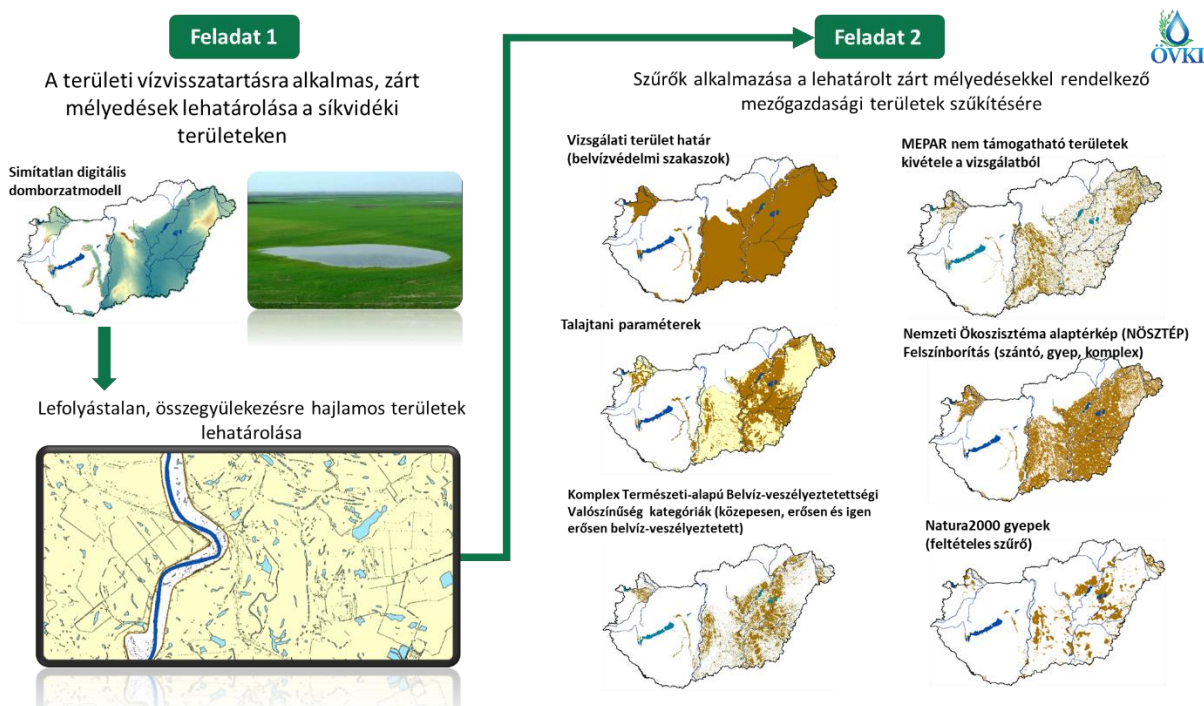 Feladat 1
A területi vízvisszatartásra alkalmas, zárt
mélyedések lehatárolása a síkvidéki
területeken
Simítatlan digitális
domborzatmodell
Lefolyástalan, összegyülekezésre hajlamos területek
lehatárolása
Feladat 2
ÖVKI
Szűrők alkalmazása a lehatárolt zárt mélyedésekkel rendelkező
mezőgazdasági területek szűkítésére
Vizsgálati terület határ
(belvízvédelmi szakaszok)
MEPAR nem támogatható területek
kivétele a vizsgálatból
Talajtani paraméterek
Nemzeti Ökoszisztéma alaptérkép (NÖSZTÉP)
Felszínborítás (szántó, gyep, komplex)
Komplex Természeti-alapú Belvíz-veszélyeztetettségi
Valószínűség kategóriák (közepesen, erősen és igen
erősen belvíz-veszélyeztetett)
Natura2000 gyepek
(feltételes szűrő)